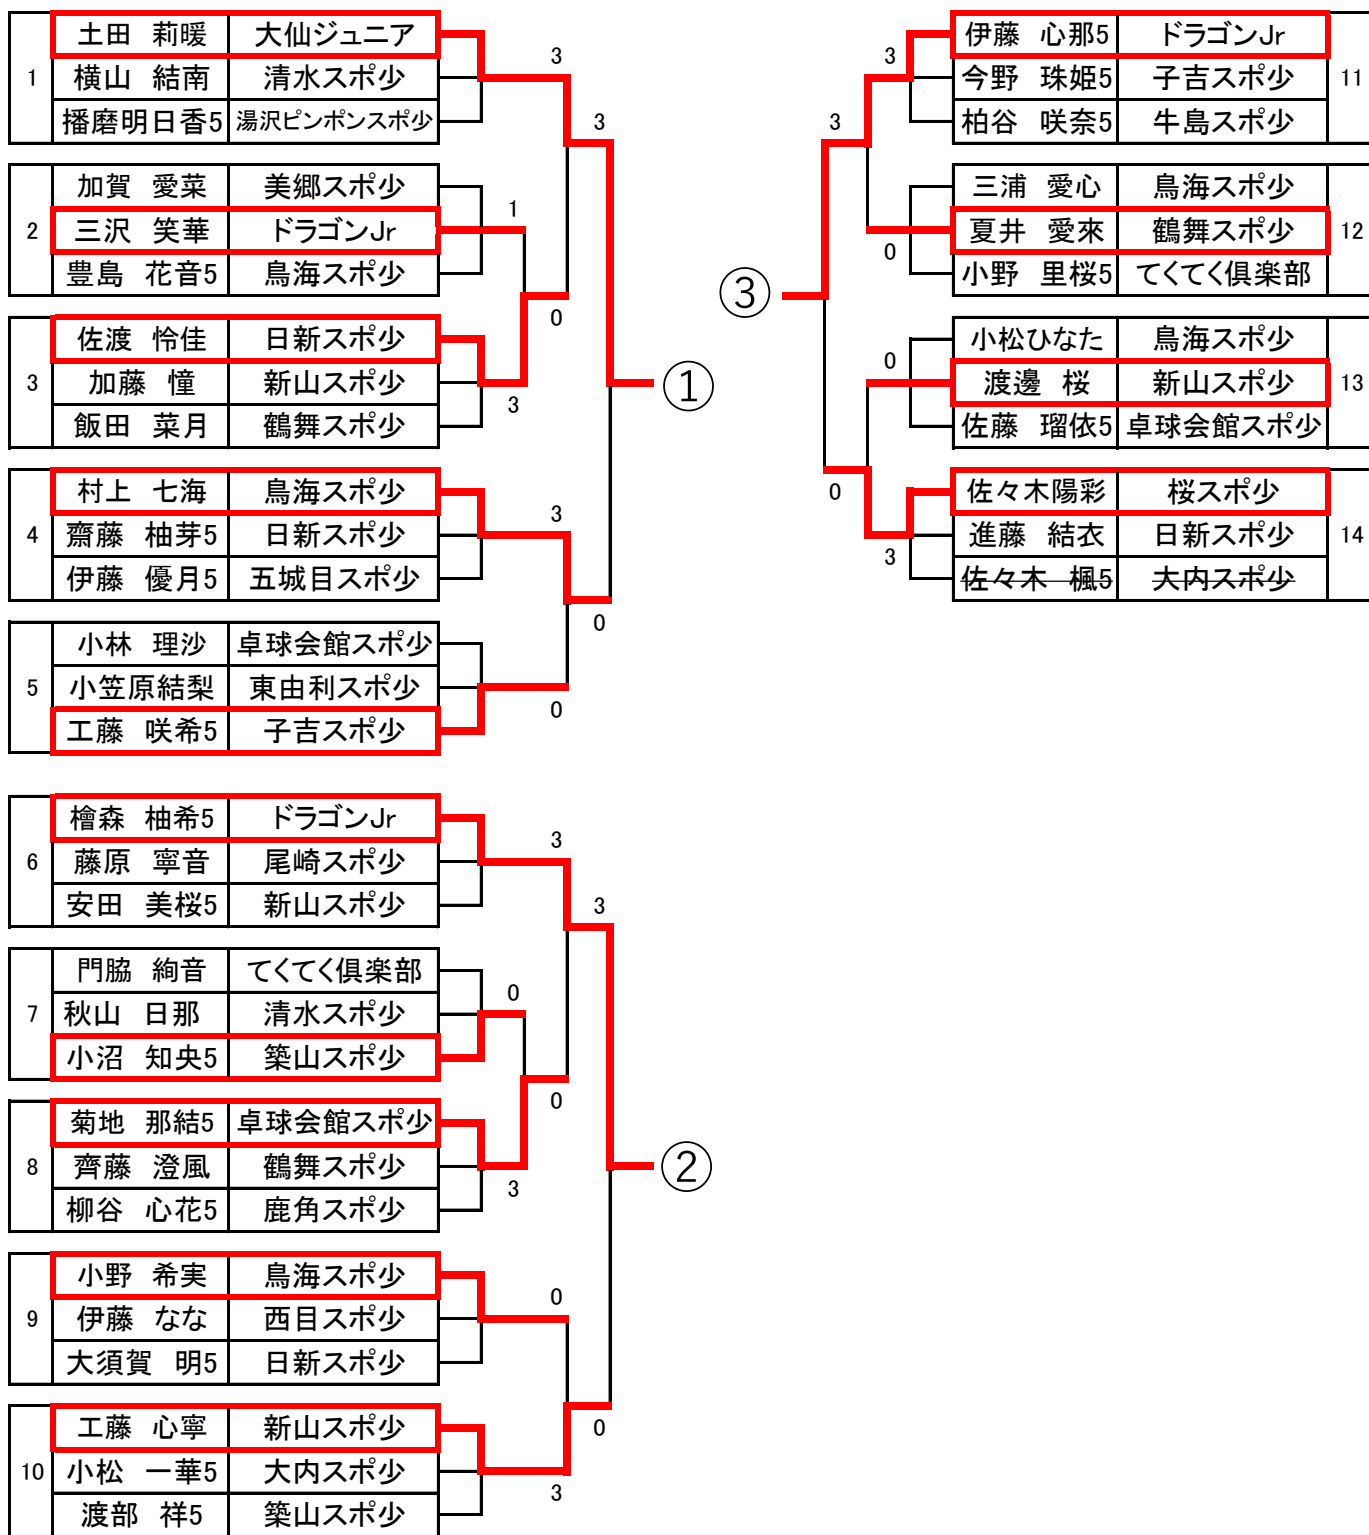 土田 莉暖 大仙ジュニア
1 横山 結南 清水スポ少
播磨明日香5 湯沢ピンポンスポ少
3
3
加賀 愛菜 美郷スポ少
2 三沢 笑華 ドラゴンJr
豊島 花音5 鳥海スポ少
1
0
佐渡 怜佳 日新スポ少
3 加藤 憧 新山スポ少
飯田 菜月 鶴舞スポ少
3
①
村上 七海 鳥海スポ少
4 齋藤 柚芽5 日新スポ少
伊藤 優月5 五城目スポ少
3
0
小林 理沙 卓球会館スポ少
5 小笠原結梨 東由利スポ少
工藤 咲希5 子吉スポ少
0
檜森 柚希5 ドラゴンJr
6 藤原 寧音 尾崎スポ少
安田 美桜5 新山スポ少
3
3
門脇 絢音 てくてく倶楽部
7 秋山 日那 清水スポ少
小沼 知央5 築山スポ少
0
0
菊地 那結5 卓球会館スポ少
8 齊藤 澄風 鶴舞スポ少
柳谷 心花5 鹿角スポ少
3
②
小野 希実 鳥海スポ少
9 伊藤 なな 西目スポ少
大須賀 明5 日新スポ少
0
0
工藤 心寧 新山スポ少
10 小松 一華5 大内スポ少
渡部 祥5 築山スポ少
3
伊藤 心那5 ドラゴンJr
3 今野 珠姫5 子吉スポ少 11
柏谷 咲奈5 牛島スポ少
3
三浦 愛心 鳥海スポ少
夏井 愛來 鶴舞スポ少 12
0
小野 里桜5 てくてく倶楽部
③
小松ひなた 鳥海スポ少
0
渡邊 桜 新山スポ少 13
佐藤 瑠依5 卓球会館スポ少
佐々木陽彩 桜スポ少
0
進藤 結衣 日新スポ少 14
3
佐々木 楓5 大内スポ少